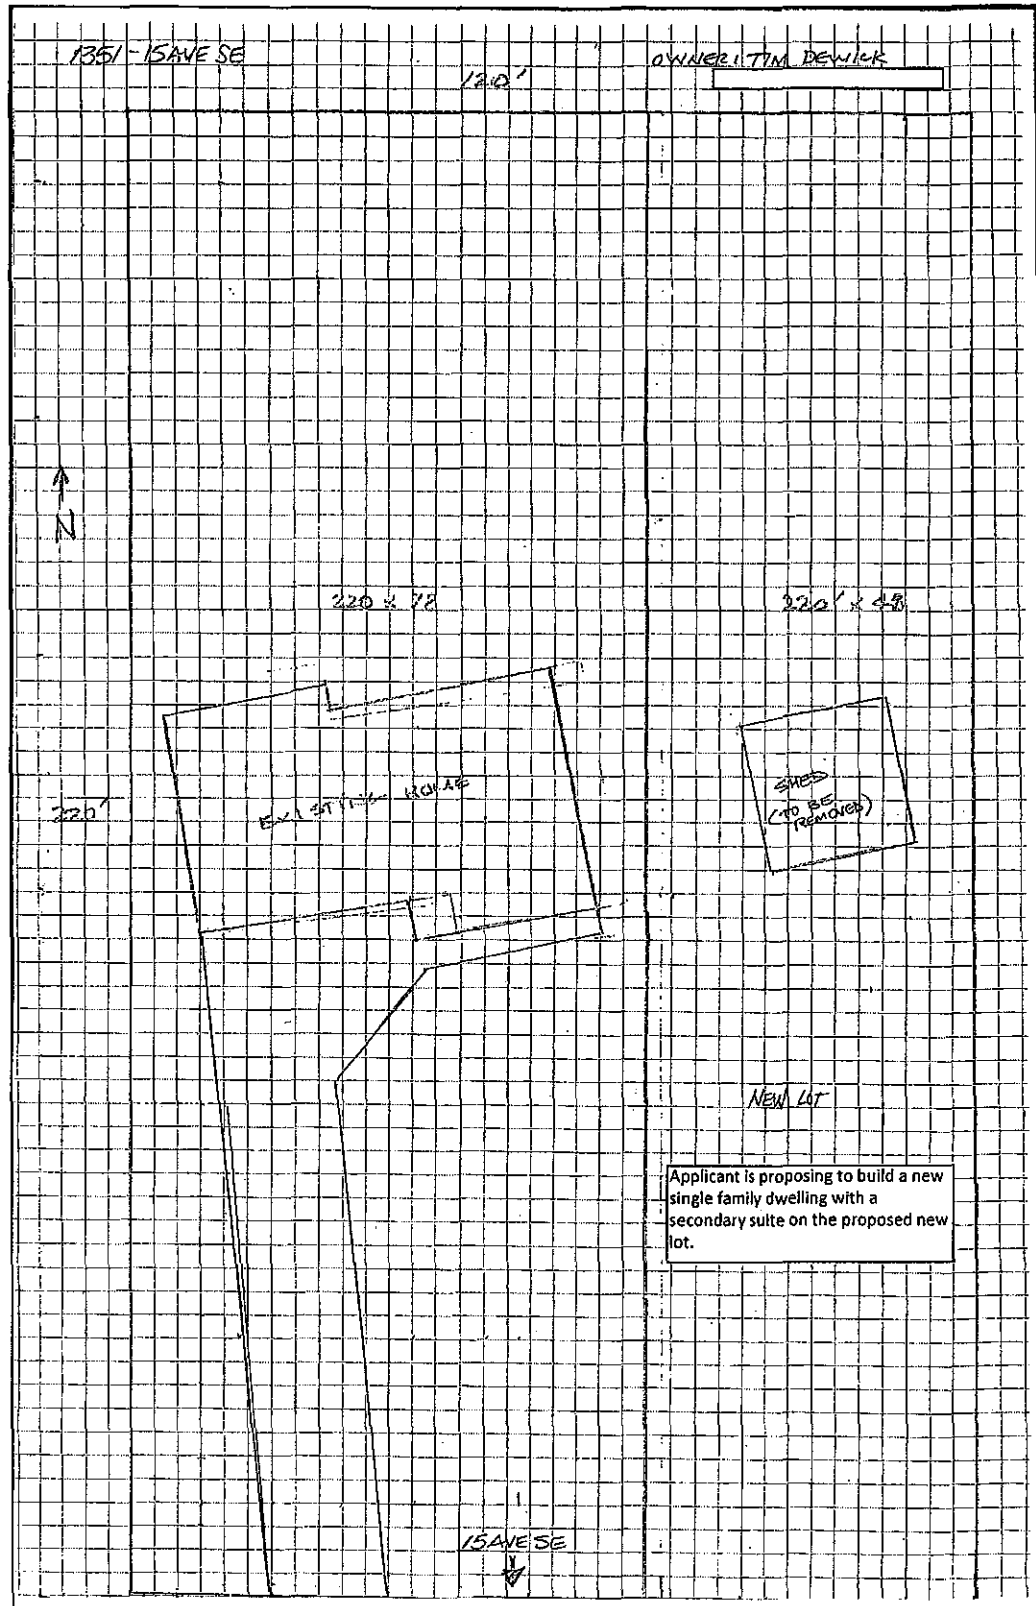 1351 - 15 AVE SE
OWNER: TIM DEWICK
120'
N
220 x
220' x 48
220'
EXISTING HOUSE
SHED
(TO BE
REMOVED)
NEW LOT
Applicant is proposing to build a new
single family dwelling with a
secondary suite on the proposed new
lot.
15 AVE SE